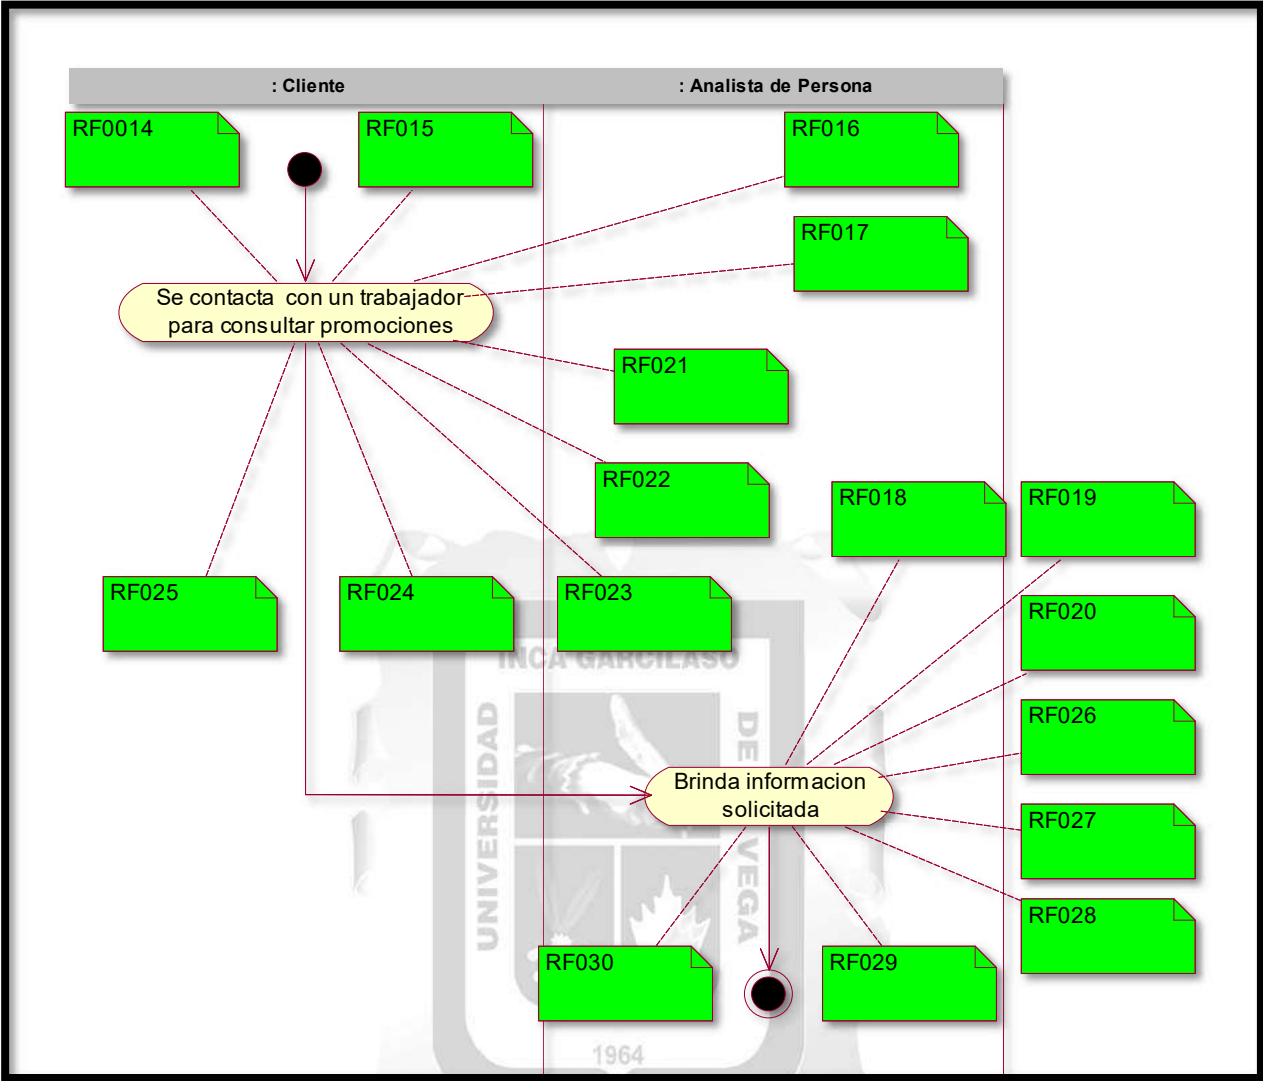 : Cliente
: Analista de Persona
RF0014
RF015
RF016
RF017
Se contacta con un trabajador
para consultar promociones
RF021
RF022
RF018
RF019
RF025
RF024
RF023
RF020
INCA GARCILASO
UNIVERSIDAD
DE
VEGA
RF026
Brinda informacion
solicitada
RF027
RF028
RF030
RF029
1964